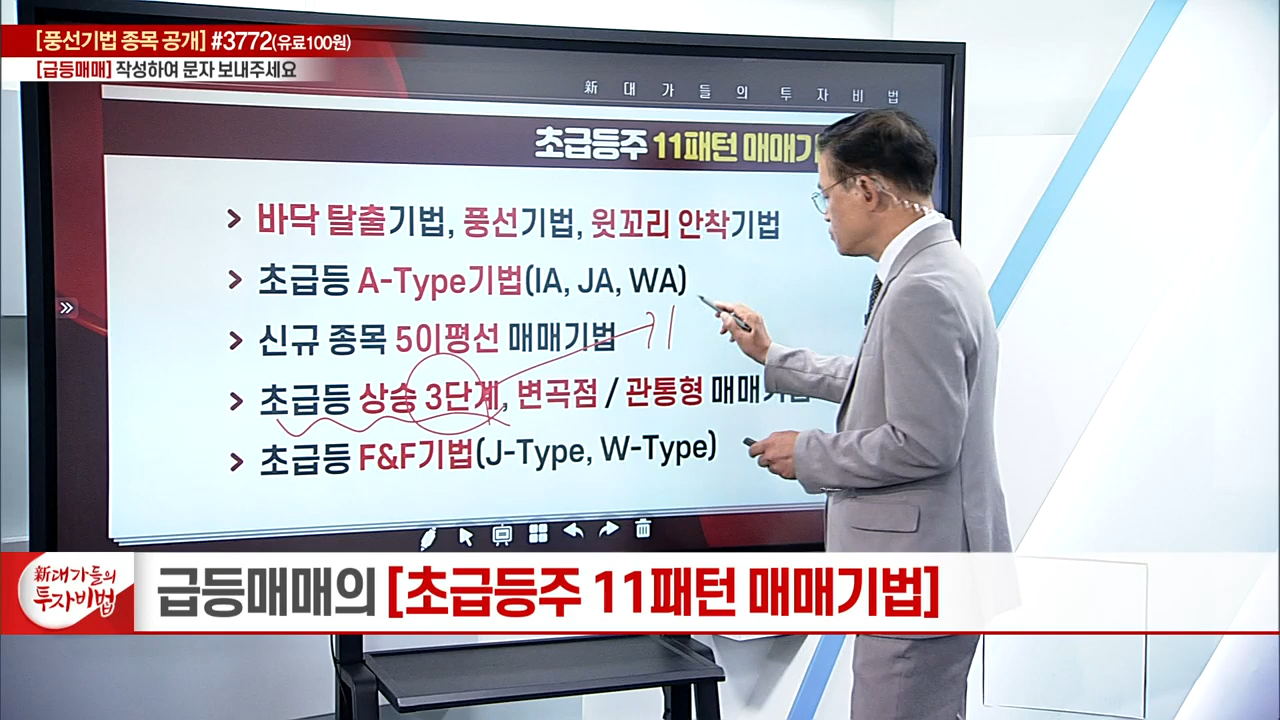 [풍선기법 종목 공개] #3772(유료100원)
[급등매매] 작성하여 문자 보내주세요
新 대 가 들 의 투 자 비 법
초급등주 11패턴 매매기
> 바닥 탈출기법, 풍선기법, 윗꼬리 안착기법
> 초급등 A-Type기법(IA, JA, WA)
> 신규 종목 5이평선 매매기법
> 초급등 상승 3단계, 변곡점 / 관통형 매매기법
> 초급등 F&F기법(J-Type, W-Type)
新대가들의
투자비법
급등매매의 [초급등주 11패턴 매매기법]